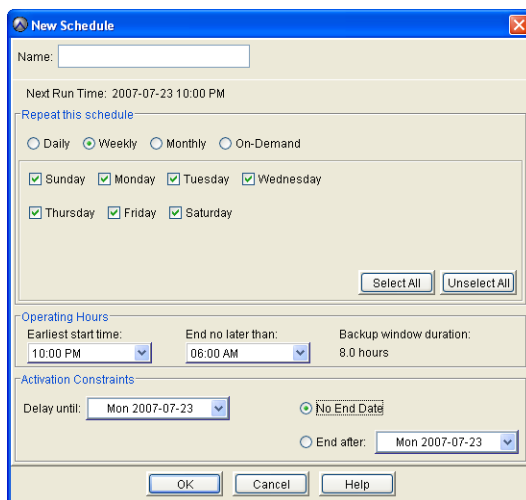 New Schedule
Name:
Next Run Time: 2007-07-23 10:00 PM
Repeat this schedule
Daily Weekly Monthly On-Demand
Sunday Monday Tuesday Wednesday
Thursday Friday Saturday
Select All Unselect All
Operating Hours
Earliest start time: End no later than: Backup window duration:
10:00 PM 06:00 AM 8.0 hours
Activation Constraints
Delay until: Mon 2007-07-23 No End Date
End after: Mon 2007-07-23
OK Cancel Help